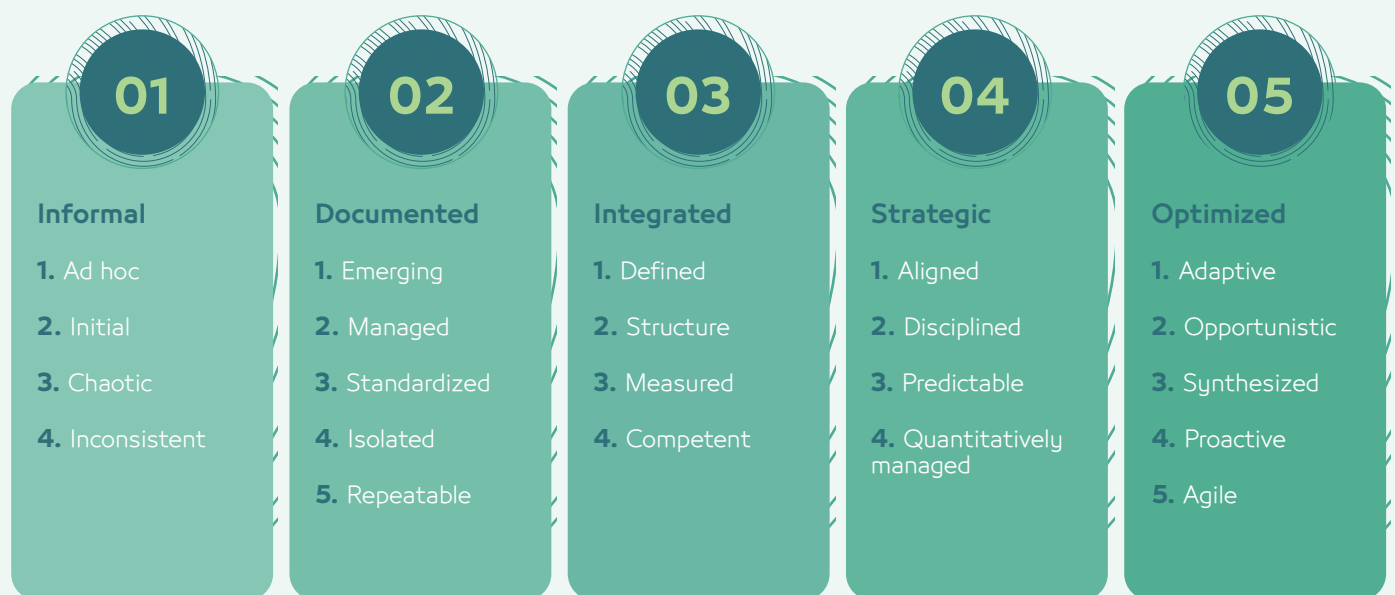 01
Informal
1. Ad hoc
2. Initial
3. Chaotic
4. Inconsistent
02
Documented
1. Emerging
2. Managed
3. Standardized
4. Isolated
5. Repeatable
03
Integrated
1. Defined
2. Structure
3. Measured
4. Competent
04
Strategic
1. Aligned
2. Disciplined
3. Predictable
4. Quantitatively
managed
05
Optimized
1. Adaptive
2. Opportunistic
3. Synthesized
4. Proactive
5. Agile